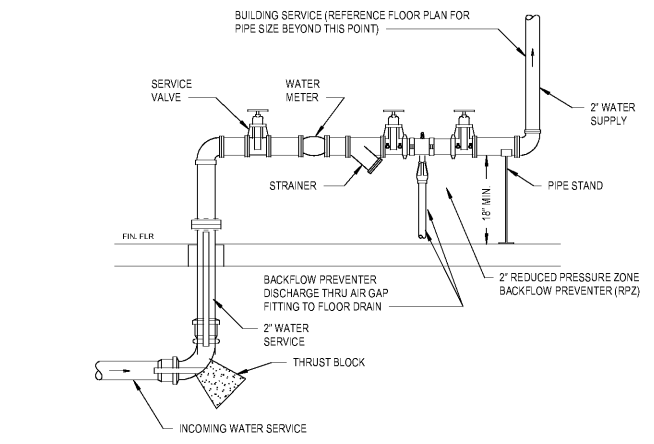 BUILDING SERVICE (REFERENCE FLOOR PLAN FOR
PIPE SIZE BEYOND THIS POINT)
SERVICE
VALVE
WATER
METER
2" WATER
SUPPLY
STRAINER
18" MIN.
PIPE STAND
FIN. FLR
BACKFLOW PREVENTER
DISCHARGE THRU AIR GAP
FITTING TO FLOOR DRAIN
2" REDUCED PRESSURE ZONE
BACKFLOW PREVENTER (RPZ)
2" WATER
SERVICE
THRUST BLOCK
INCOMING WATER SERVICE